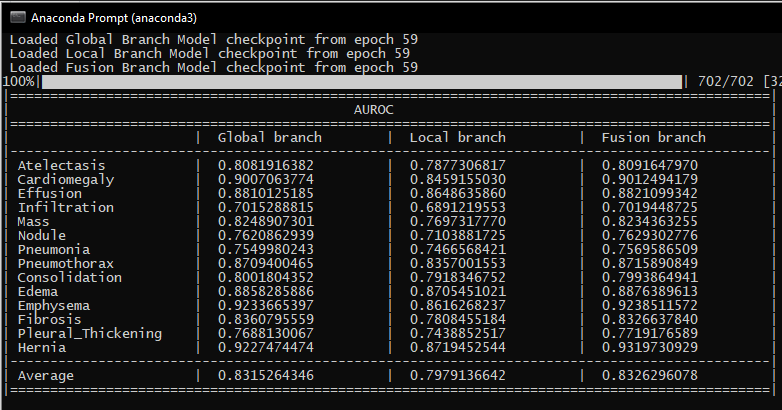 Anaconda Prompt (anaconda3)
Loaded Global Branch Model checkpoint from epoch 59
Loaded Local Branch Model checkpoint from epoch 59
Loaded Fusion Branch Model checkpoint from epoch 59
100%| | 702/702 [32
AUROC
| Global branch | Local branch | Fusion branch
Atelectasis | 0.8081916382 | 0.7877306817 | 0.8091647970
Cardiomegaly | 0.9007063774 | 0.8459155030 | 0.9012494179
Effusion | 0.8810125185 | 0.8648635860 | 0.8821099342
Infiltration | 0.7015288815 | 0.6891219553 | 0.7019448725
Mass | 0.8248907301 | 0.7697317770 | 0.8234363255
Nodule | 0.7620862939 | 0.7103881725 | 0.7629302776
Pneumonia | 0.7549980243 | 0.7466568421 | 0.7569586509
Pneumothorax | 0.8709400465 | 0.8357001553 | 0.8715890849
Consolidation | 0.8001804352 | 0.7918346752 | 0.7993864941
Edema | 0.8858285886 | 0.8705451021 | 0.8876389613
Emphysema | 0.9233665397 | 0.8616268237 | 0.9238511572
Fibrosis | 0.8360795559 | 0.7808455184 | 0.8326637840
Pleural_Thickening | 0.7688130067 | 0.7438852517 | 0.7719176589
Hernia | 0.9227474474 | 0.8719452544 | 0.9319730929
Average | 0.8315264346 | 0.7979136642 | 0.8326296078